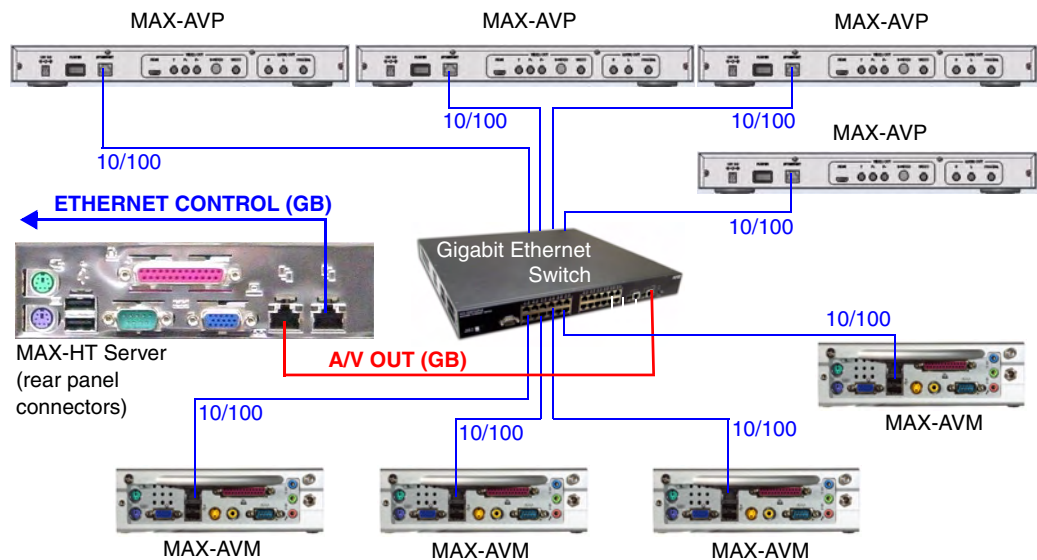 MAX-AVP
MAX-AVP
MAX-AVP
10/100
10/100
10/100
MAX-AVP
10/100
ETHERNET CONTROL (GB)
10/100
Gigabit Ethernet
Switch
10/100
MAX-HT Server
(rear panel
connectors)
A/V OUT (GB)
10/100
10/100
10/100
MAX-AVM
MAX-AVM
MAX-AVM
MAX-AVM